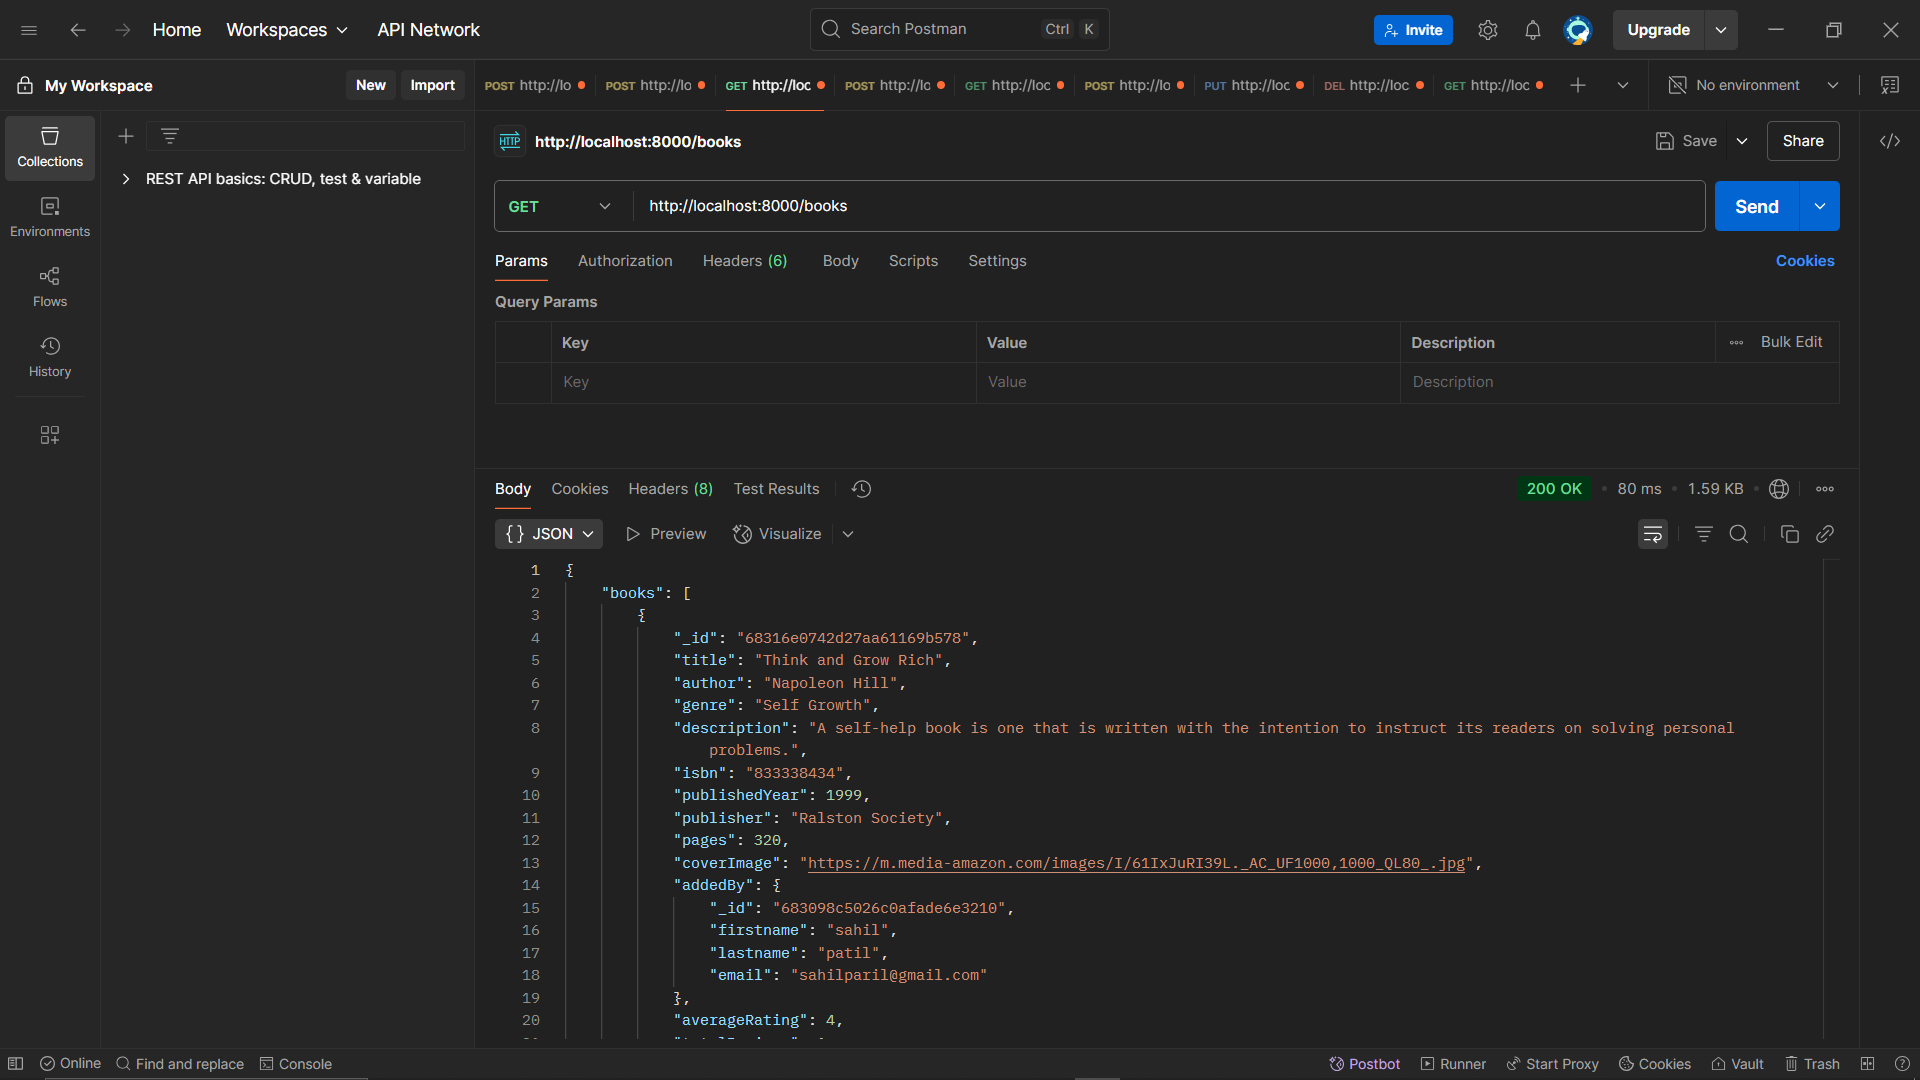 Home Workspaces API Network Search Postman Ctrl K Invite Upgrade
My Workspace New Import POST http://lo POST http://lo GET http://loc POST http://lo GET http://loc POST http://lo PUT http://loc DEL http://loc GET http://loc No environment
Collections
Environments
Flows
History
REST API basics: CRUD, test & variable
HTTP http://localhost:8000/books Save Share
GET http://localhost:8000/books Send
Params Authorization Headers (6) Body Scripts Settings Cookies
Query Params
Key Value Description Bulk Edit
Key Value Description
Body Cookies Headers (8) Test Results 200 OK 80 ms 1.59 KB
{} JSON Preview Visualize
1 {
2 "books": [
3 {
4 "_id": "68316e0742d27aa61169b578",
5 "title": "Think and Grow Rich",
6 "author": "Napoleon Hill",
7 "genre": "Self Growth",
8 "description": "A self-help book is one that is written with the intention to instruct its readers on solving personal
problems.",
9 "isbn": "833338434",
10 "publishedYear": 1999,
11 "publisher": "Ralston Society",
12 "pages": 320,
13 "coverImage": "https://m.media-amazon.com/images/I/61IxJuRI39L._AC_UF1000,1000_QL80_.jpg",
14 "addedBy": {
15 "_id": "683098c5026c0afade6e3210",
16 "firstname": "sahil",
17 "lastname": "patil",
18 "email": "sahilparil@gmail.com"
19 },
20 "averageRating": 4,
Online Find and replace Console Postbot Runner Start Proxy Cookies Vault Trash